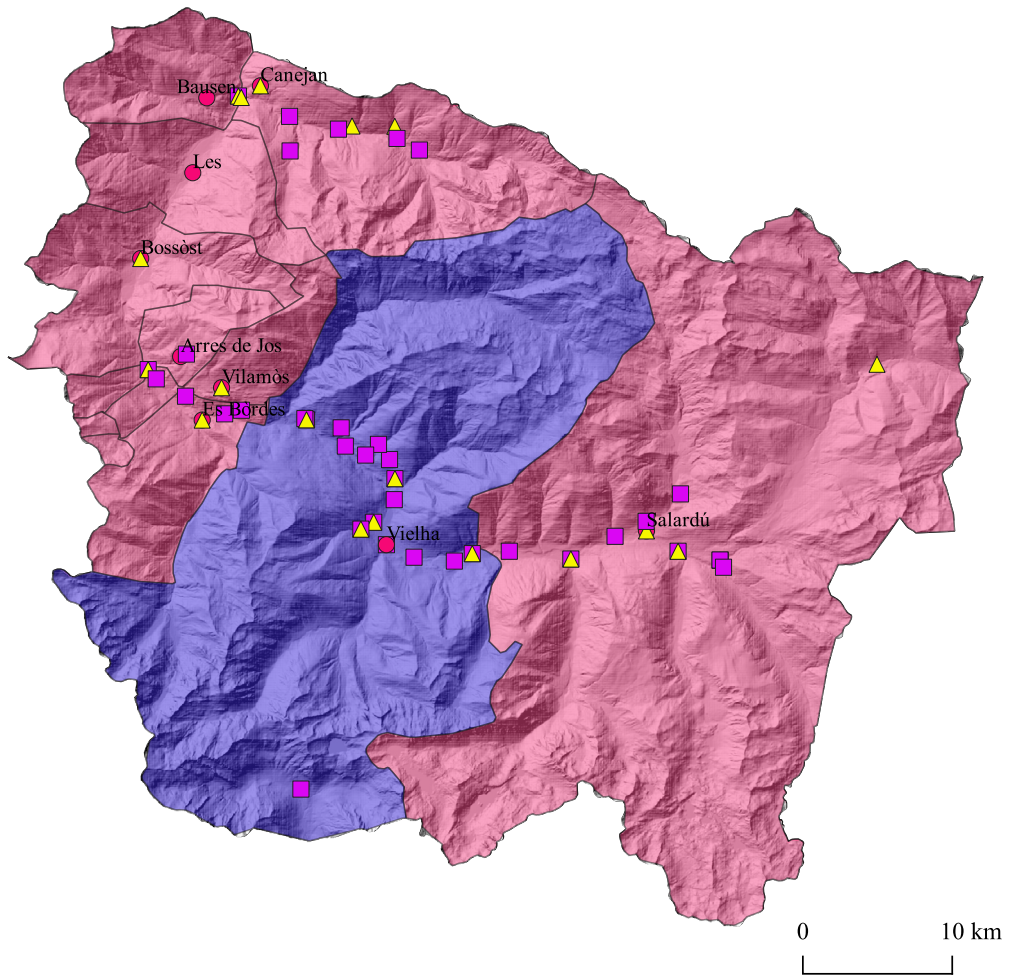 Canejan
Bausen
Les
Bossòst
Arres de Jos
Vilamòs
Es Bòrdes
Salardú
Vielha
0 10 km